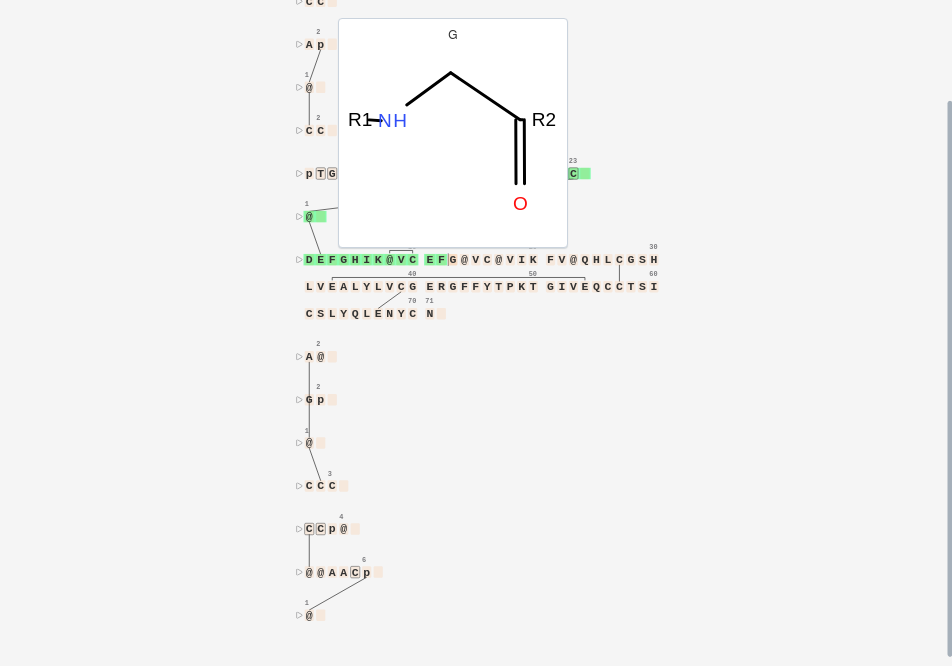 C C
2
A p
1
@
2
C C
G
R1 NH R2
O
23
p T G C
1
@
30
D E F G H I K @ V C E F G @ V C @ V I K F V @ Q H L C G S H
40 50 60
L V E A L Y L V C G E R G F F Y T P K T G I V E Q C C T S I
70 71
C S L Y Q L E N Y C N
2
A @
2
G p
1
@
3
C C C
4
C C p @
6
@ @ A A C p
1
@